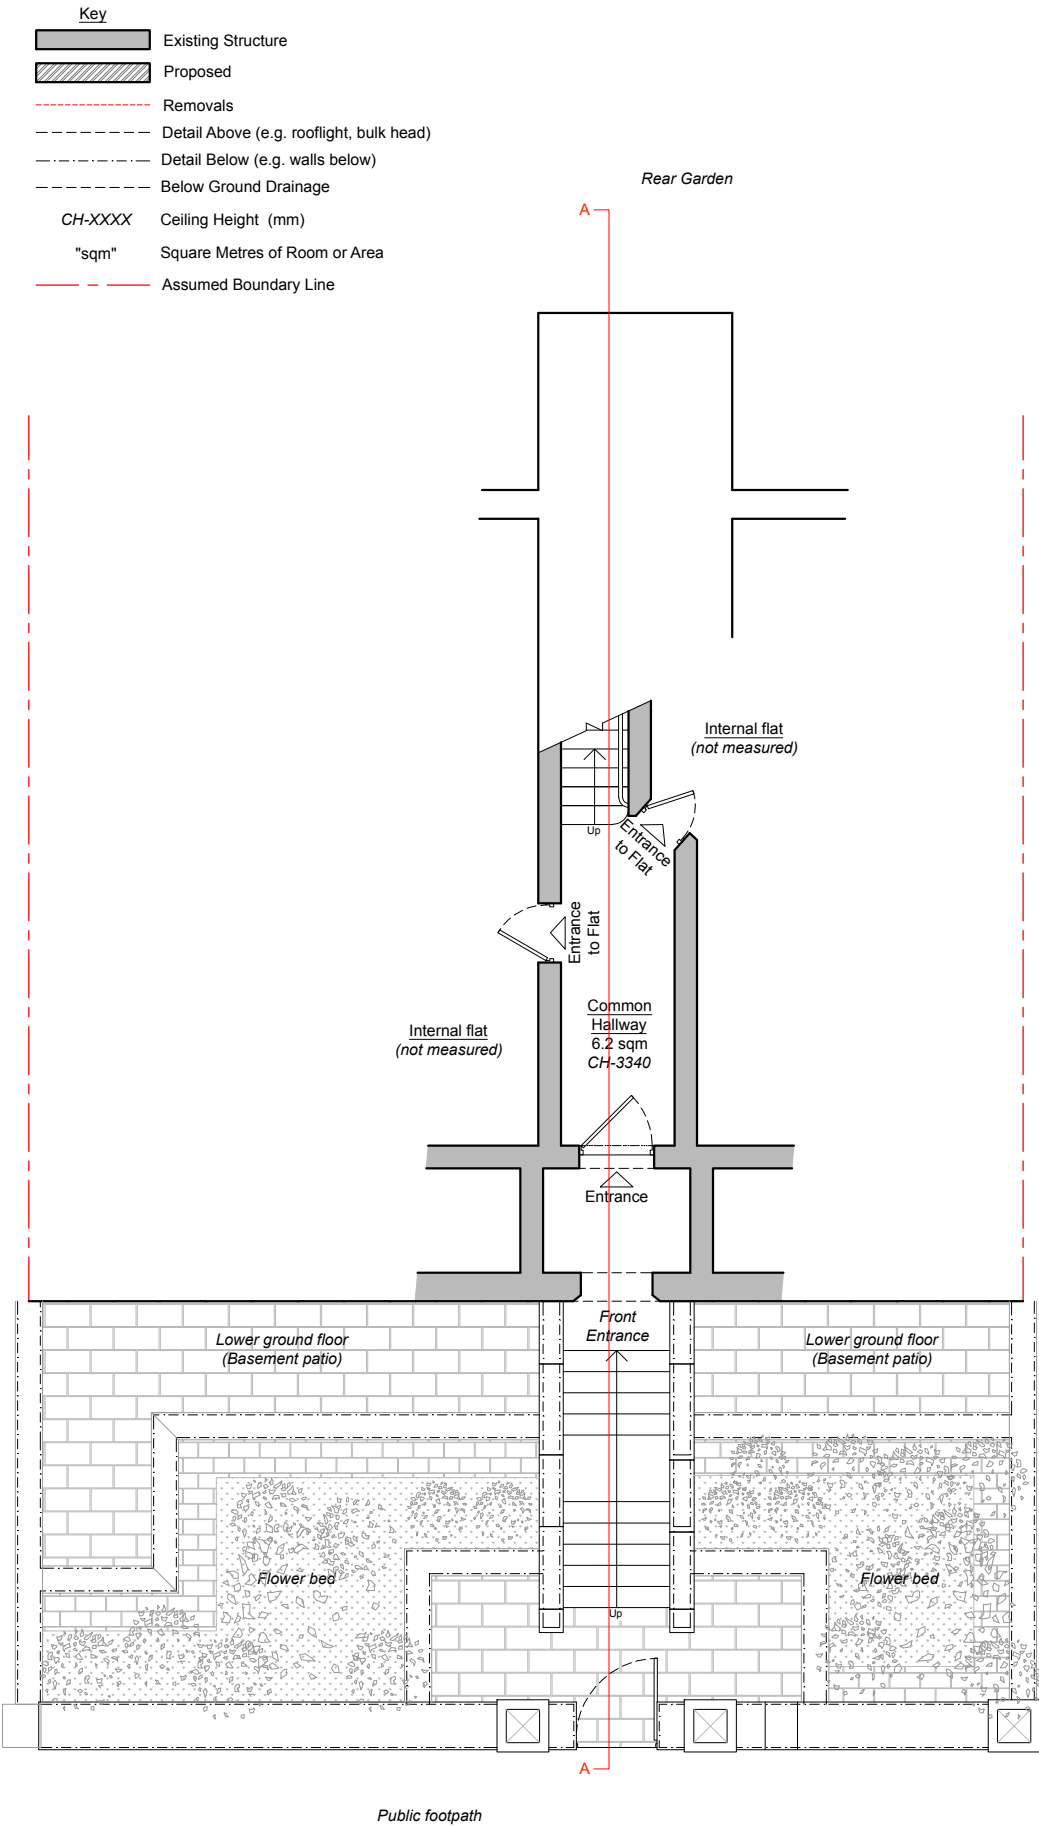 Key
Existing Structure
Proposed
Removals
Detail Above (e.g. rooflight, bulk head)
Detail Below (e.g. walls below)
Below Ground Drainage
CH-XXXX Ceiling Height (mm)
"sqm" Square Metres of Room or Area
Assumed Boundary Line
Rear Garden
A
Internal flat
(not measured)
Up
Entrance
to Flat
Entrance
to Flat
Common
Hallway
6.2 sqm
CH-3340
Internal flat
(not measured)
Entrance
Front
Entrance
Lower ground floor
(Basement patio)
Lower ground floor
(Basement patio)
Flower bed
Flower bed
Up
A
Public footpath